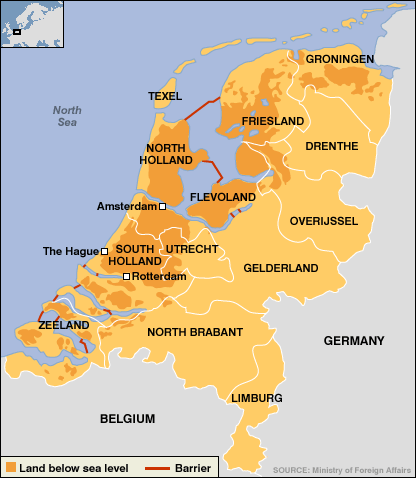 GRONINGEN
TEXEL
North
Sea
FRIESLAND
DRENTHE
NORTH
HOLLAND
FLEVOLAND
Amsterdam
OVERIJSSEL
The Hague
SOUTH
HOLLAND
UTRECHT
GELDERLAND
Rotterdam
ZEELAND
NORTH BRABANT
GERMANY
LIMBURG
BELGIUM
Land below sea level
Barrier
SOURCE: Ministry of Foreign Affairs